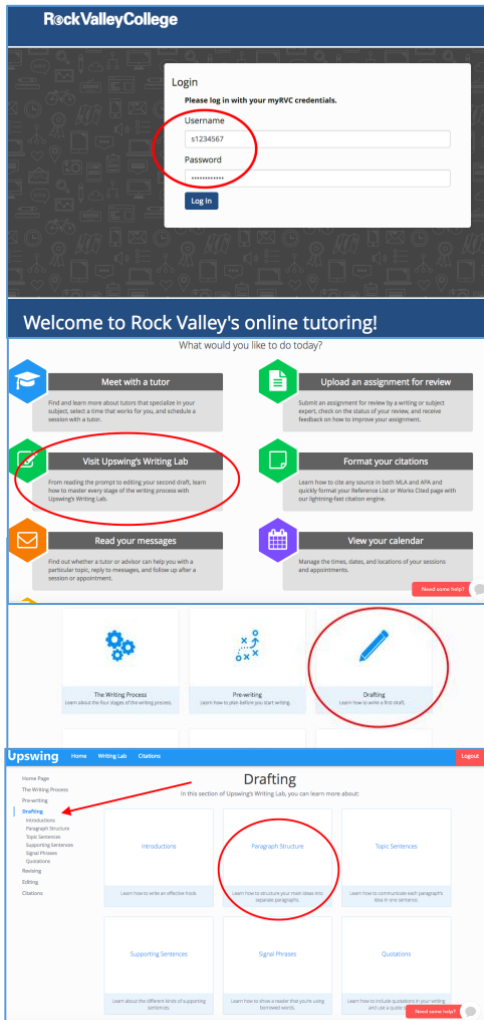 RockValleyCollege
Login
Please log in with your myRVC credentials.
Username
s1234567
Password
••••••••••••
Log In
Welcome to Rock Valley's online tutoring!
What would you like to do today?
Meet with a tutor
Find and learn more about tutors that specialize in your
subject, select a time that works for you, and schedule a
session with a tutor.
Upload an assignment for review
Submit an assignment for review by a writing or subject
expert, check on the status of your review, and receive
feedback on how to improve your assignment.
Visit Upswing's Writing Lab
From reading the prompt to editing your second draft, learn
how to master every stage of the writing process with
Upswing's Writing Lab.
Format your citations
Learn how to cite any source in both MLA and APA and
quickly format your Reference List or Works Cited page with
our lightning-fast citation engine.
Read your messages
Find out whether a tutor or advisor can help you with a
particular topic, reply to messages, and follow up after a
session or appointment.
View your calendar
Manage the times, dates, and locations of your sessions
and appointments.
Need some help?
The Writing Process
Learn about the four stages of the writing process.
Pre-writing
Learn how to plan before you start writing.
Drafting
Learn how to write a first draft.
Upswing
Home
Writing Lab
Citations
Logout
Home Page
The Writing Process
Pre-writing
Drafting
Introductions
Paragraph Structure
Topic Sentences
Supporting Sentences
Signal Phrases
Quotations
Revising
Editing
Citations
Drafting
In this section of Upswing's Writing Lab, you can learn more about:
Introductions
Learn how to write an effective hook.
Paragraph Structure
Learn how to structure your main ideas into
separate paragraphs.
Topic Sentences
Learn how to communicate each paragraph's
idea in one sentence.
Supporting Sentences
Learn about the different kinds of supporting
sentences.
Signal Phrases
Learn how to show a reader that you're using
borrowed words.
Quotations
Learn how to include quotations in your writing
and use a quote
Need some help?